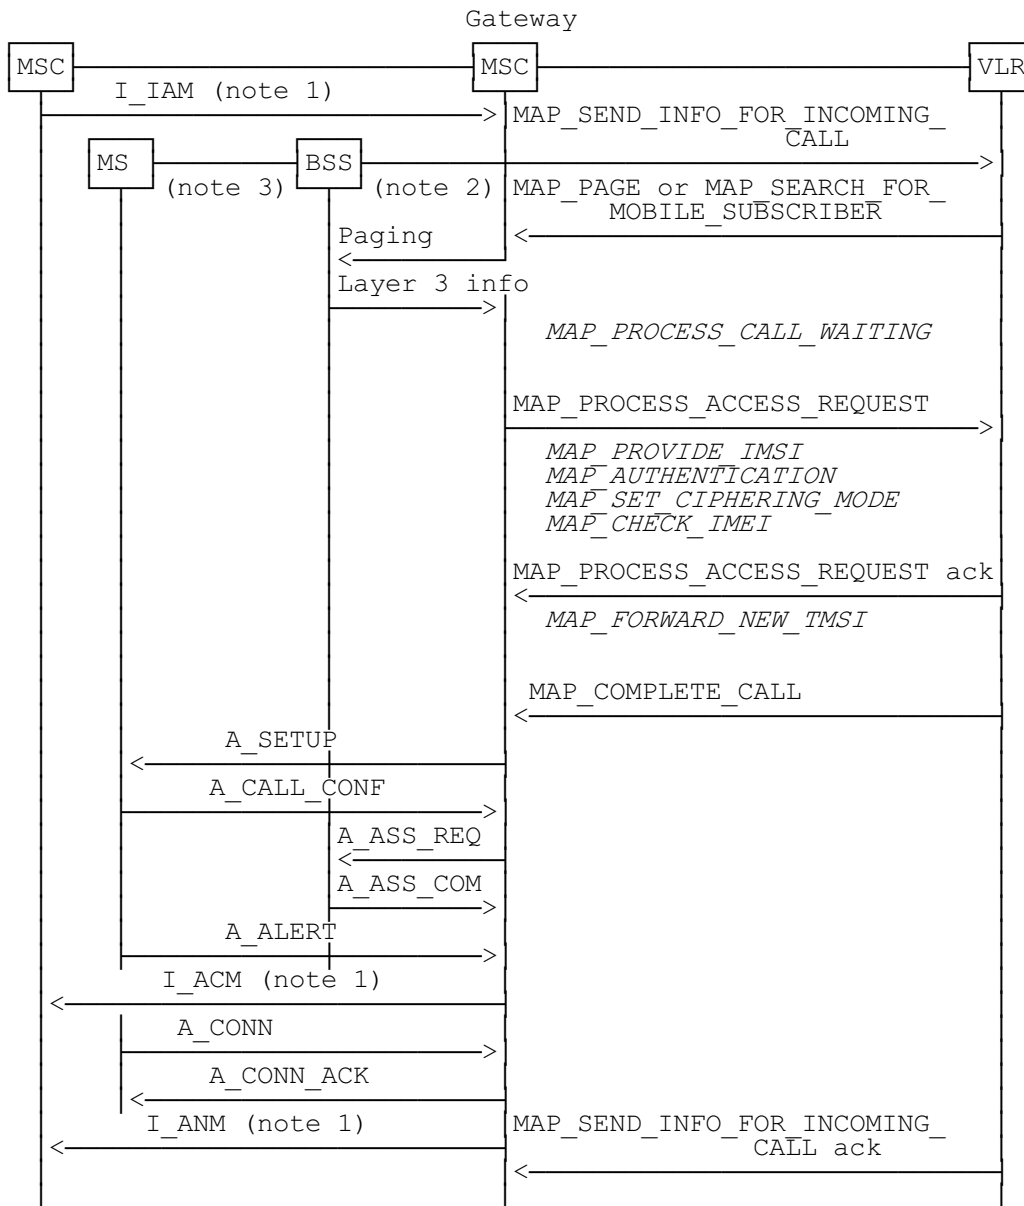 Gateway
MSC MSC VLR
I_IAM (note 1)
MAP_SEND_INFO_FOR_INCOMING_
CALL
MS BSS
(note 3) (note 2) MAP_PAGE or MAP_SEARCH_FOR_
MOBILE_SUBSCRIBER
Paging
Layer 3 info
MAP_PROCESS_CALL_WAITING
MAP_PROCESS_ACCESS_REQUEST
MAP_PROVIDE_IMSI
MAP_AUTHENTICATION
MAP_SET_CIPHERING_MODE
MAP_CHECK_IMEI
MAP_PROCESS_ACCESS_REQUEST ack
MAP_FORWARD_NEW_TMSI
MAP_COMPLETE_CALL
A_SETUP
A_CALL_CONF
A_ASS_REQ
A_ASS_COM
A_ALERT
I_ACM (note 1)
A_CONN
A_CONN_ACK
I_ANM (note 1) MAP_SEND_INFO_FOR_INCOMING_
CALL ack